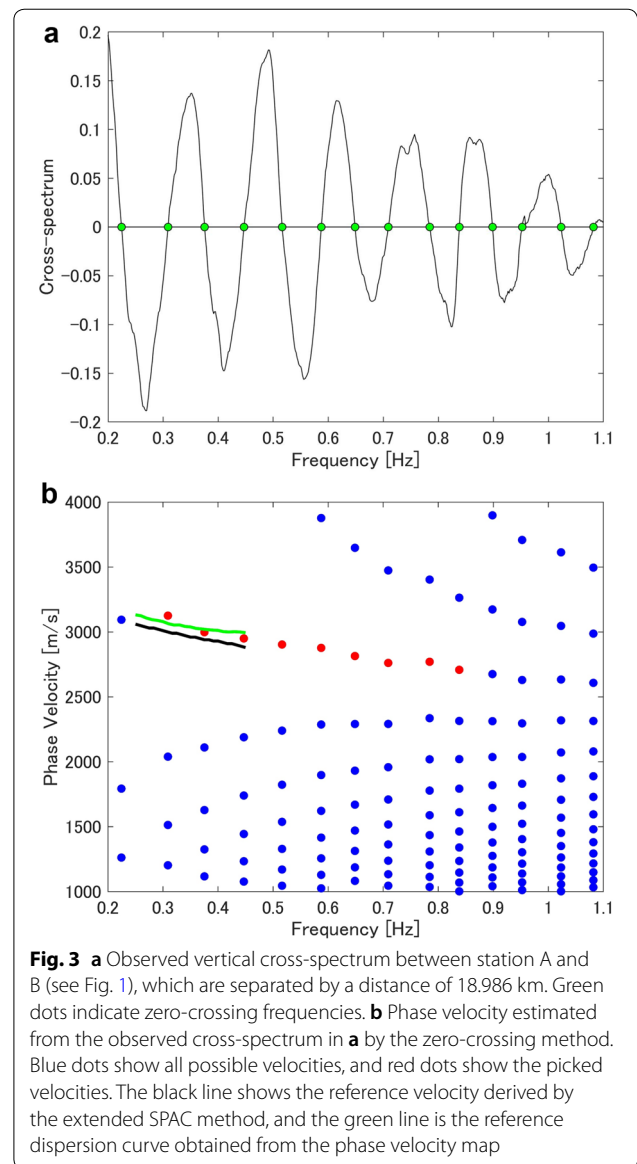 a
0.2
0.15
0.1
0.05
0
-0.05
-0.1
-0.15
-0.2
Cross-spectrum
0.2 0.3 0.4 0.5 0.6 0.7 0.8 0.9 1 1.1
Frequency [Hz]
b
4000
3500
3000
2500
2000
1500
1000
Phase Velocity [m/s]
0.2 0.3 0.4 0.5 0.6 0.7 0.8 0.9 1 1.1
Frequency [Hz]
Fig. 3 a Observed vertical cross-spectrum between station A and
B (see Fig. 1), which are separated by a distance of 18.986 km. Green
dots indicate zero-crossing frequencies. b Phase velocity estimated
from the observed cross-spectrum in a by the zero-crossing method.
Blue dots show all possible velocities, and red dots show the picked
velocities. The black line shows the reference velocity derived by
the extended SPAC method, and the green line is the reference
dispersion curve obtained from the phase velocity map